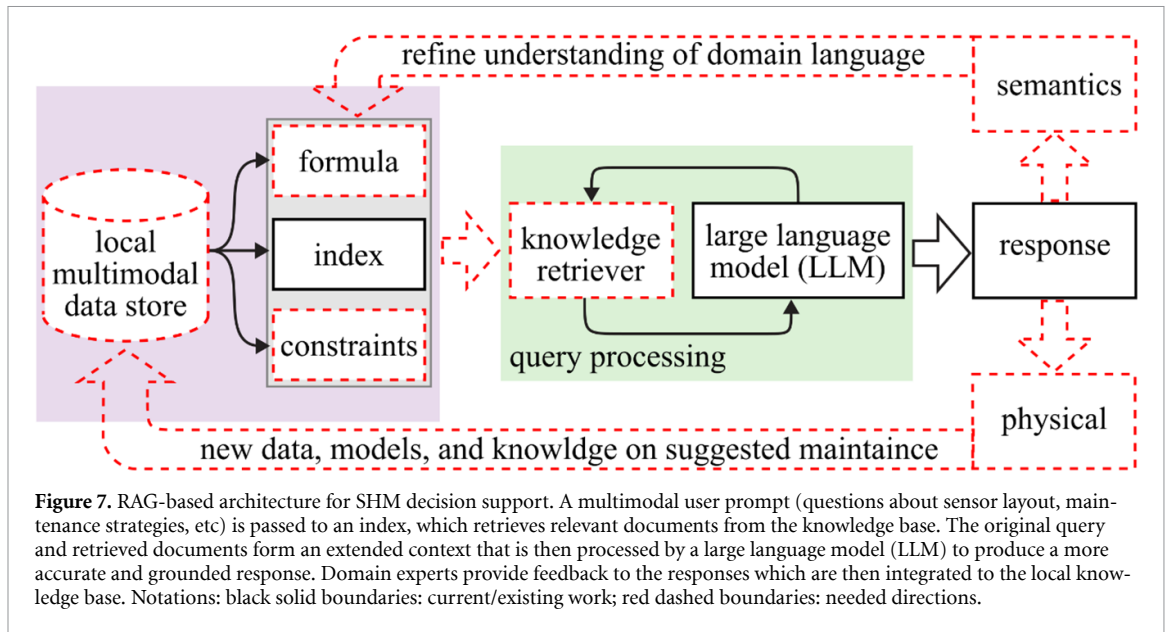 refine understanding of domain language
semantics
formula
local
multimodal
data store
index
constraints
knowledge
retriever
large language
model (LLM)
query processing
response
physical
new data, models, and knowldge on suggested maintaince
Figure 7. RAG-based architecture for SHM decision support. A multimodal user prompt (questions about sensor layout, main-
tenance strategies, etc) is passed to an index, which retrieves relevant documents from the knowledge base. The original query
and retrieved documents form an extended context that is then processed by a large language model (LLM) to produce a more
accurate and grounded response. Domain experts provide feedback to the responses which are then integrated to the local know-
ledge base. Notations: black solid boundaries: current/existing work; red dashed boundaries: needed directions.